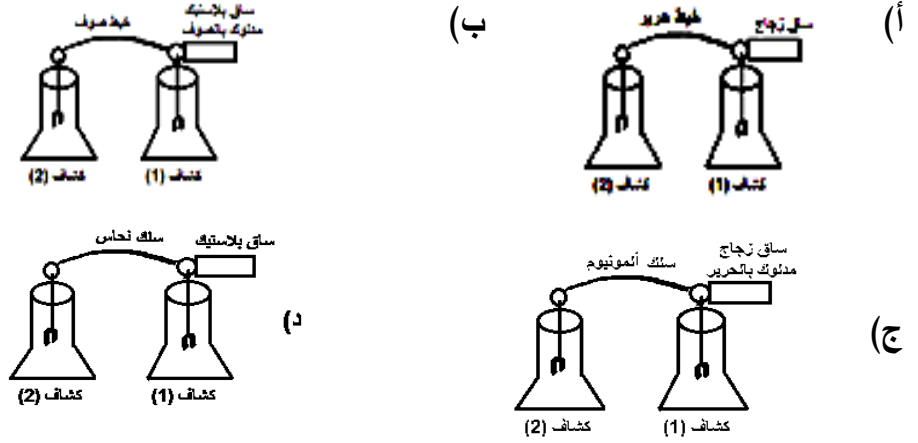 أ)
ساق زجاج
خيط حرير
كشاف (1)
كشاف (2)
ب)
ساق بلاستيك
مدلوك بالصوف
خيط صوف
كشاف (1)
كشاف (2)
ج)
ساق زجاج
مدلوك بالحرير
سلك ألمونيوم
كشاف (1)
كشاف (2)
د)
ساق بلاستيك
سلك نحاس
كشاف (1)
كشاف (2)